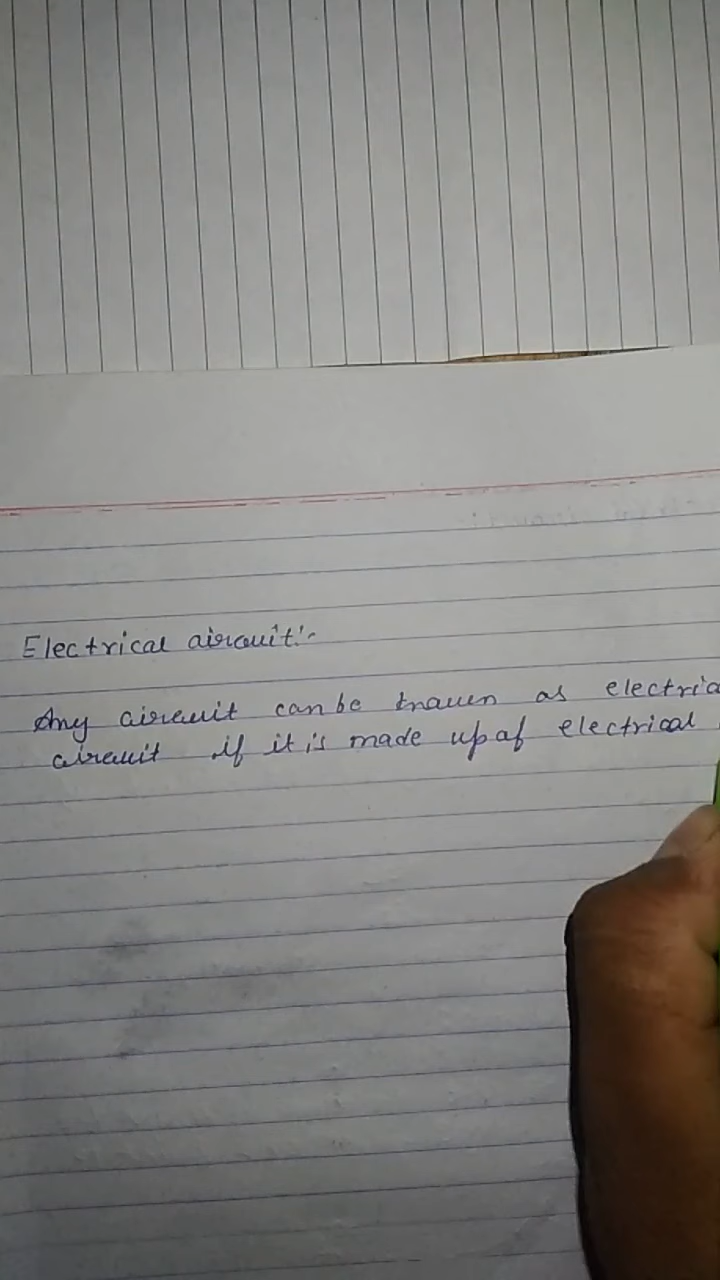 Electrical circuit:-
Any circuit can be known as electrica
circuit if it is made up of electrical